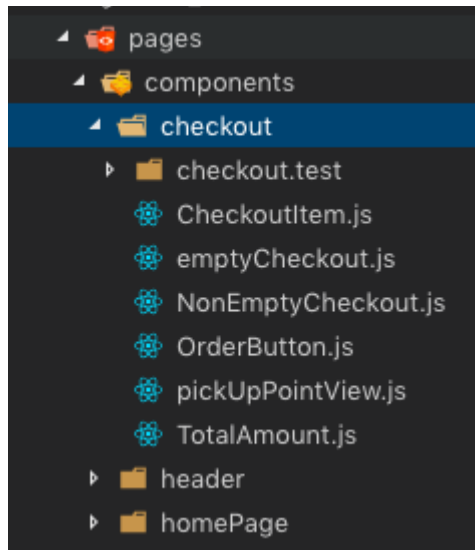 pages
components
checkout
checkout.test
CheckoutItem.js
emptyCheckout.js
NonEmptyCheckout.js
OrderButton.js
pickUpPointView.js
TotalAmount.js
header
homePage